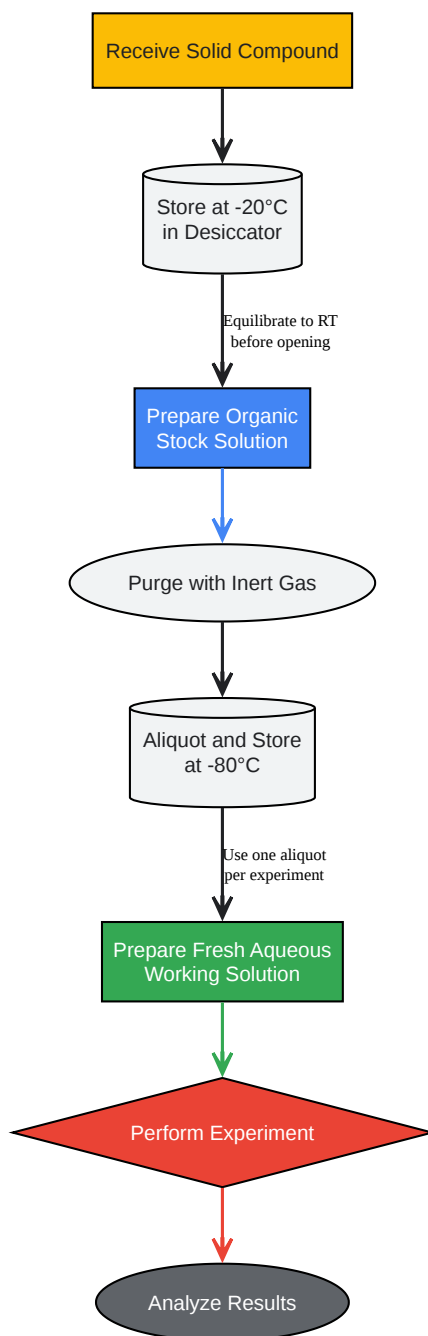 Receive Solid Compound
Store at -20°C
in Desiccator
Equilibrate to RT
before opening
Prepare Organic
Stock Solution
Purge with Inert Gas
Aliquot and Store
at -80°C
Use one aliquot
per experiment
Prepare Fresh Aqueous
Working Solution
Perform Experiment
Analyze Results